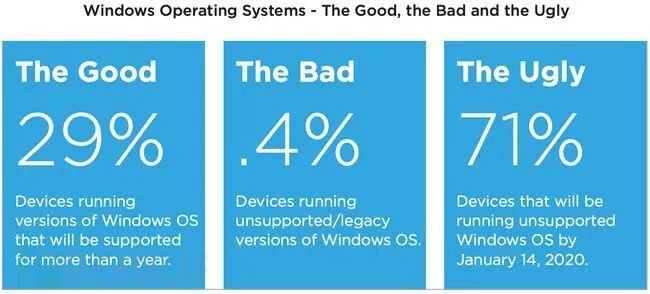 Windows Operating Systems - The Good, the Bad and the Ugly
The Good
29%
Devices running
versions of Windows OS
that will be supported
for more than a year.
The Bad
.4%
Devices running
unsupported/legacy
versions of Windows OS.
The Ugly
71%
Devices that will be
running unsupported
Windows OS by
January 14, 2020.